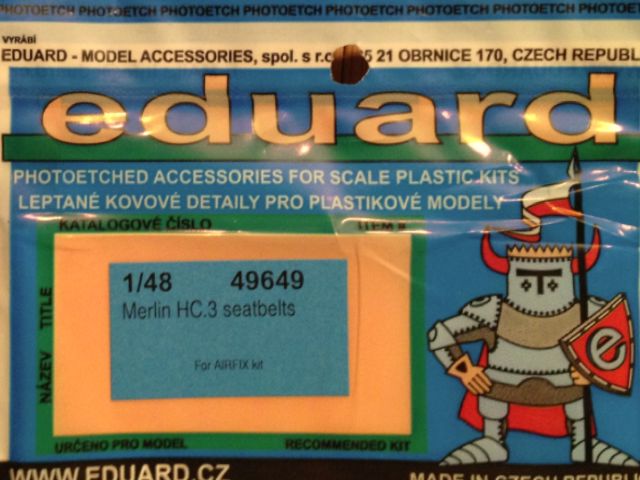 PHOTOETCH PHOTOETCH PHOTOETCH PHOTOETCH PHOTOETCH PHOTOETCH PHOTOETCH
VYRÁBÍ
EDUARD - MODEL ACCESSORIES, spol. s r.o. 21 OBRNICE 170, CZECH REPUBL
eduard
PHOTOETCHED ACCESSORIES FOR SCALE PLASTIC KITS
LEPTANÉ KOVOVÉ DETAILY PRO PLASTIKOVÉ MODELY
KATALOGOVÉ ČÍSLO ITEM #
1/48 49649
Merlin HC.3 seatbelts
For AIRFIX kit
NÁZEV TITLE
e
URČENO PRO MODEL RECOMMENDED KIT
WWW.EDUARD.CZ MADE IN CZECH REPUBL